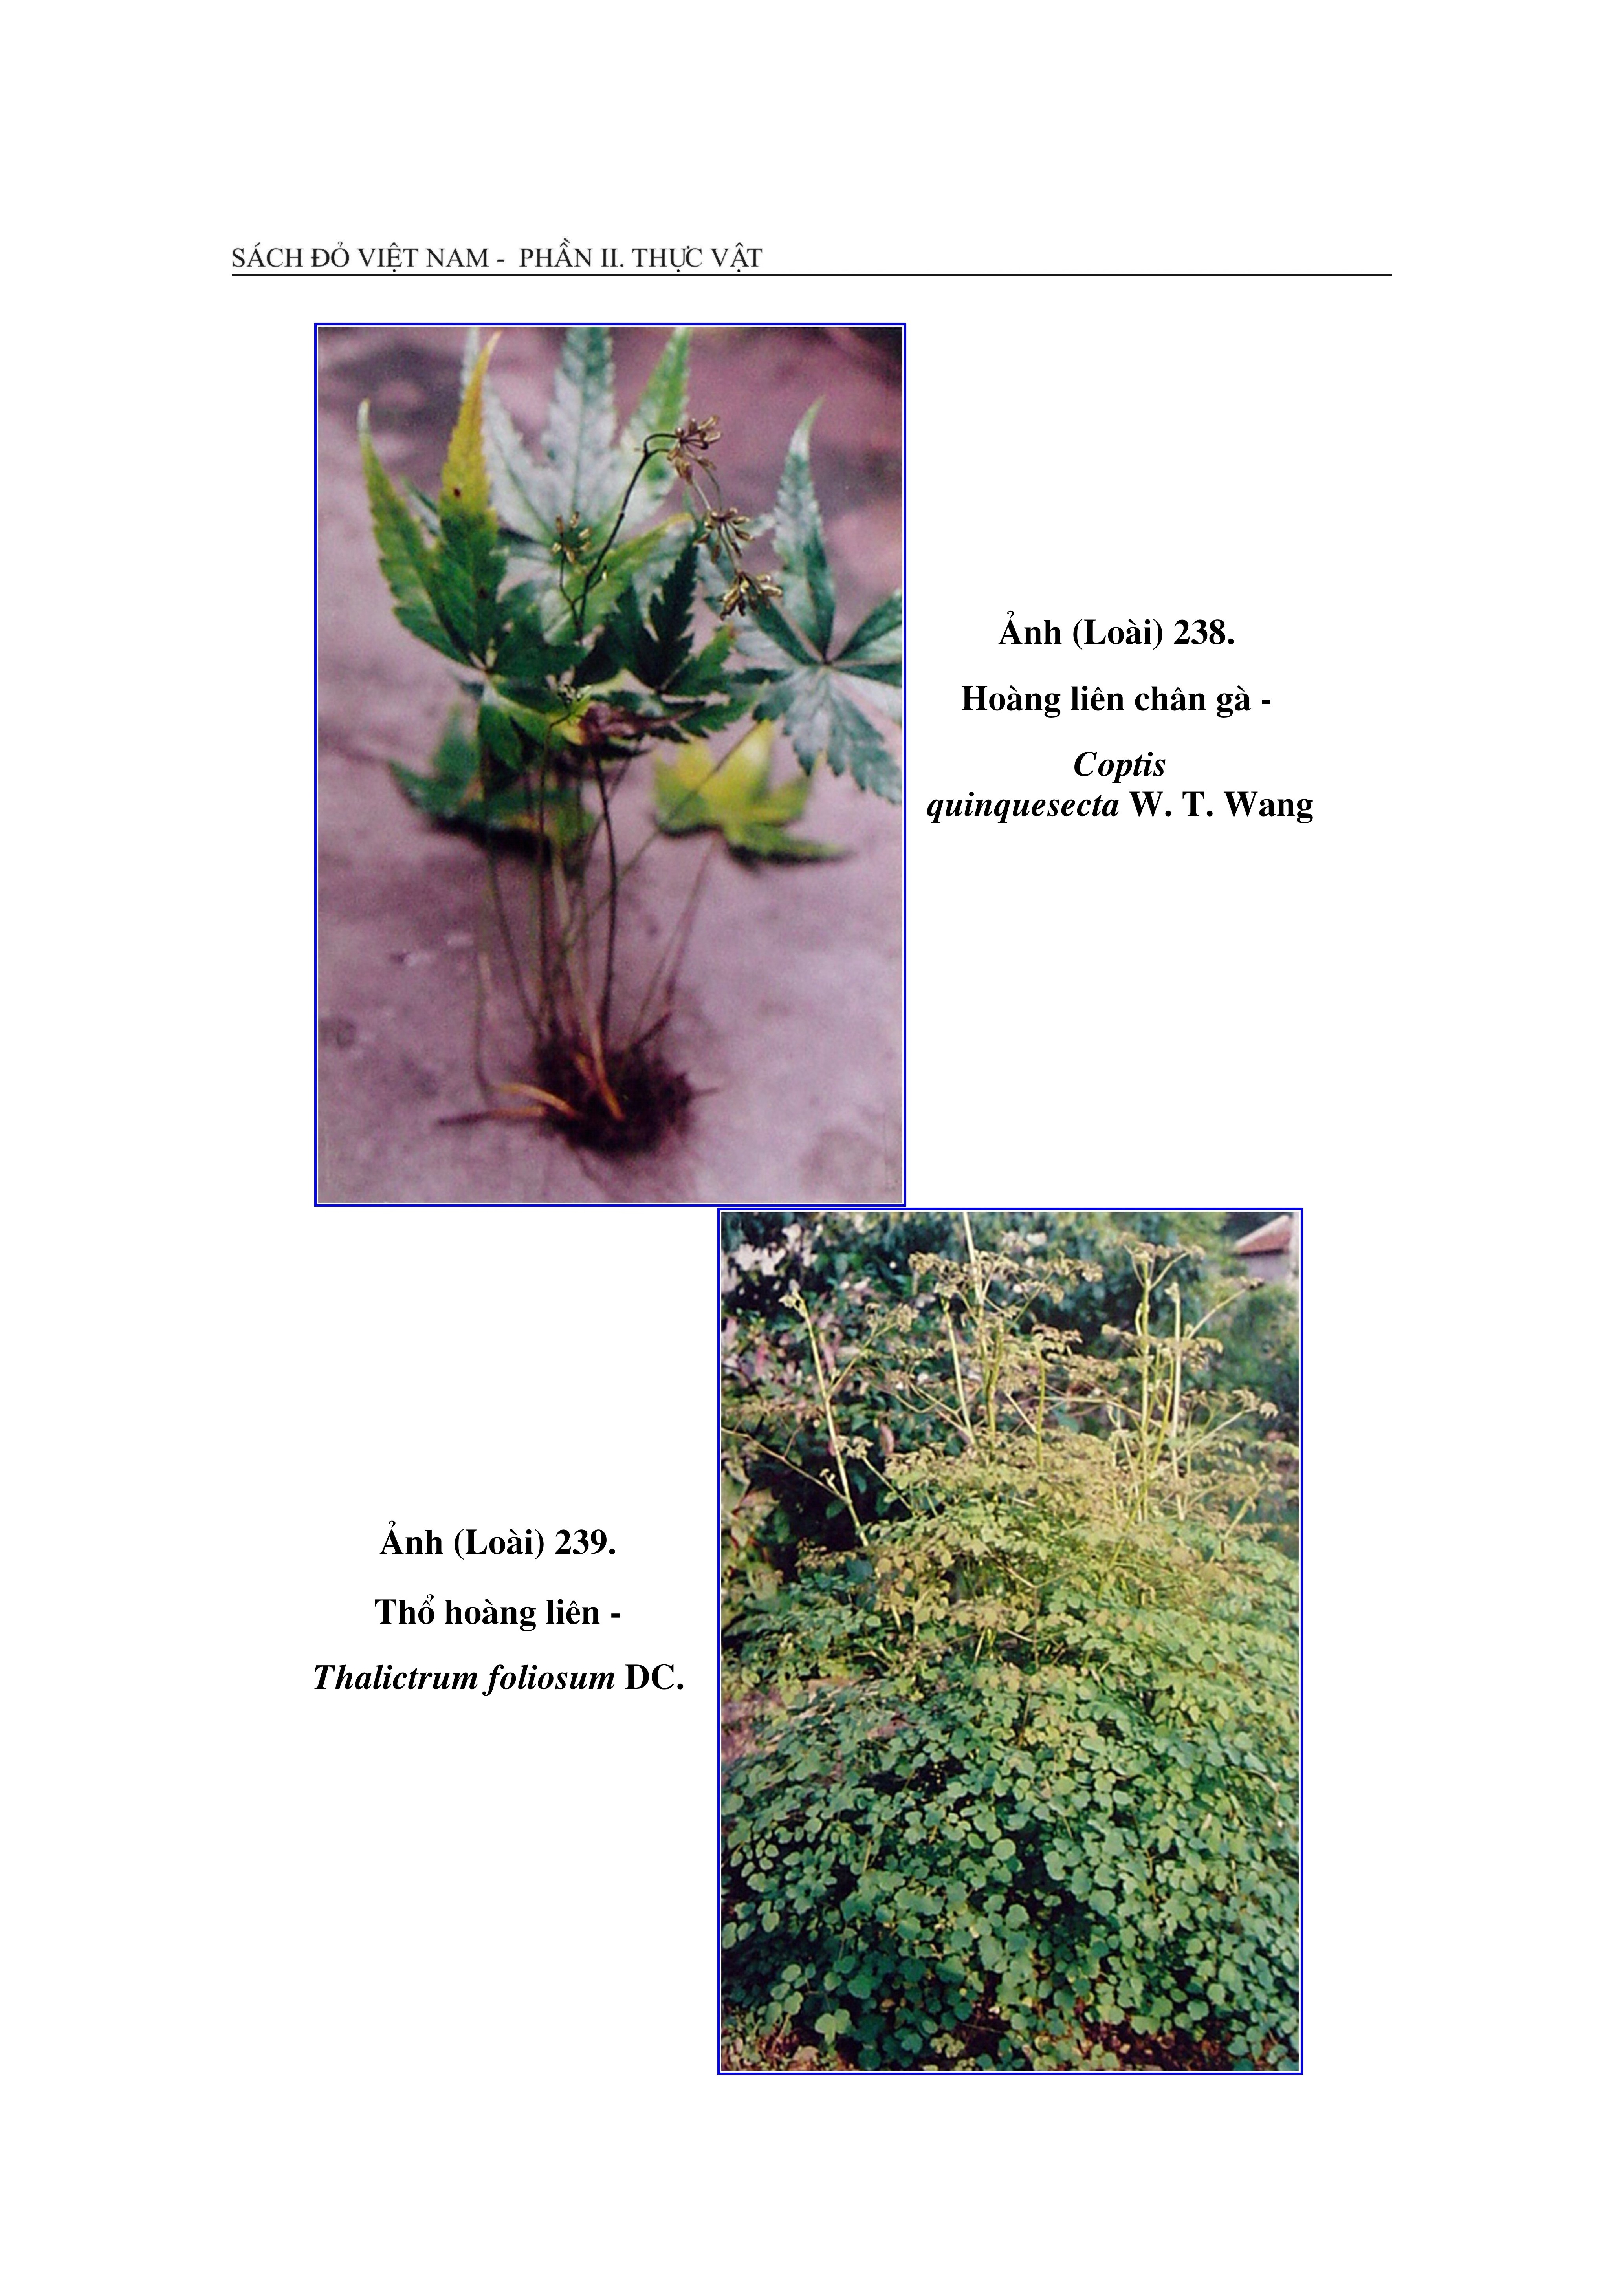 SÁCH ĐỎ VIỆT NAM - PHẦN II. THỰC VẬT
Ảnh (Loài) 238.
Hoàng liên chân gà -
Coptis
quinquesecta W. T. Wang
Ảnh (Loài) 239.
Thổ hoàng liên -
Thalictrum foliosum DC.